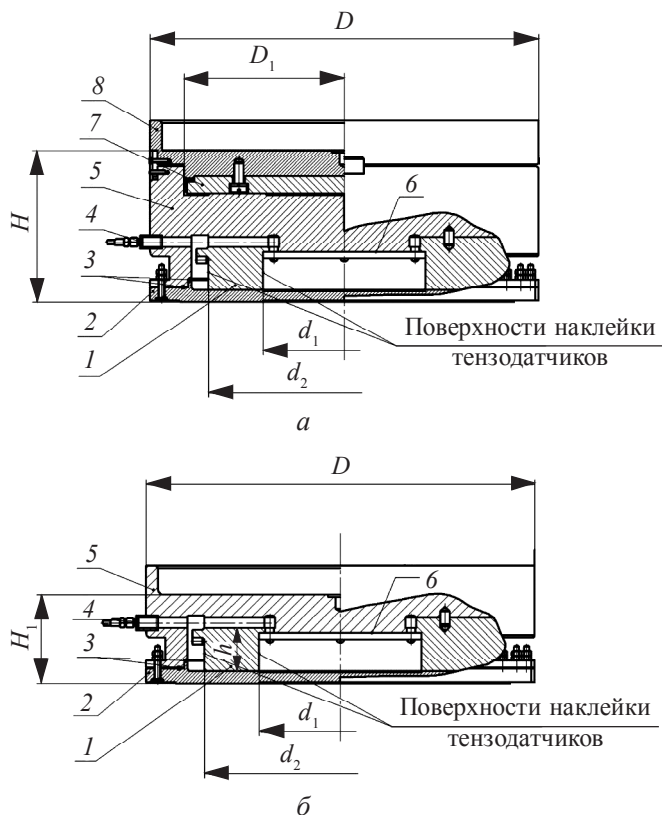 D
D₁
8
7
5
4
3
2
1
H
6
Поверхности наклейки
тензодатчиков
d₁
d₂
а
D
5
4
3
2
1
H₁
h
6
Поверхности наклейки
тензодатчиков
d₁
d₂
б